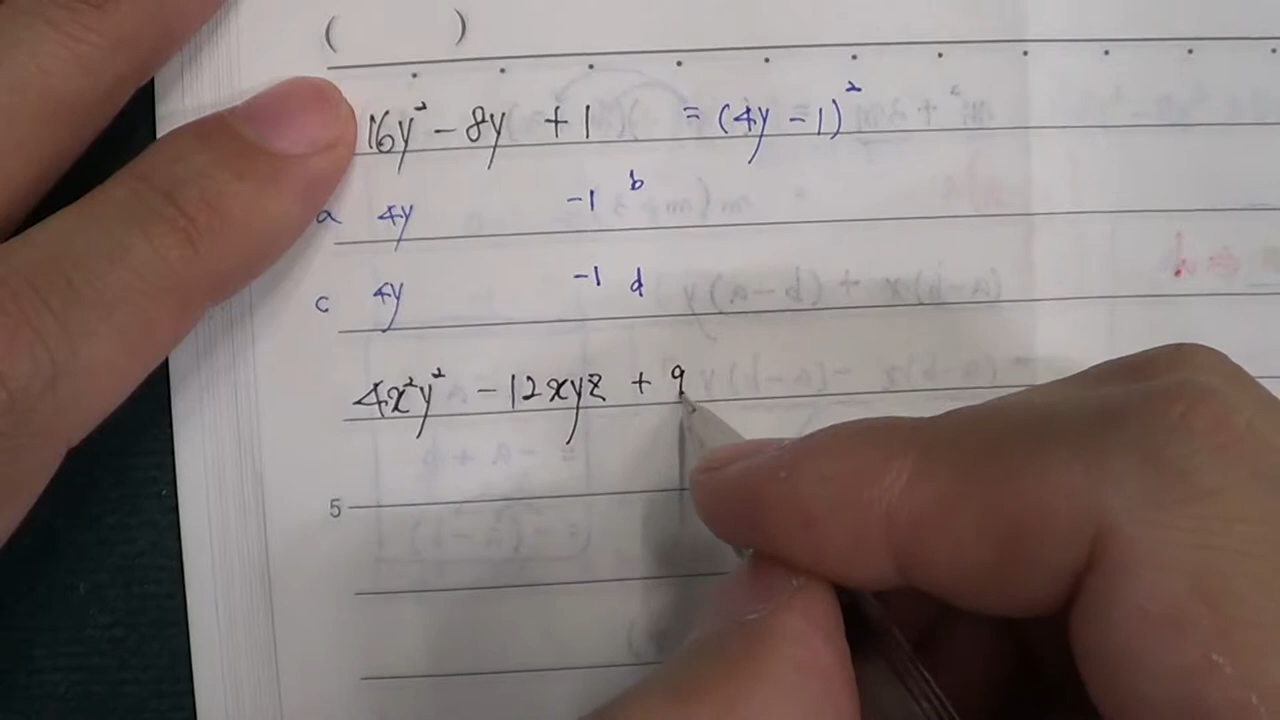 ( )
16y² - 8y + 1 = (4y - 1)²
a 4y -1 b
c 4y -1 d
4x²y² - 12xyz + 9
5